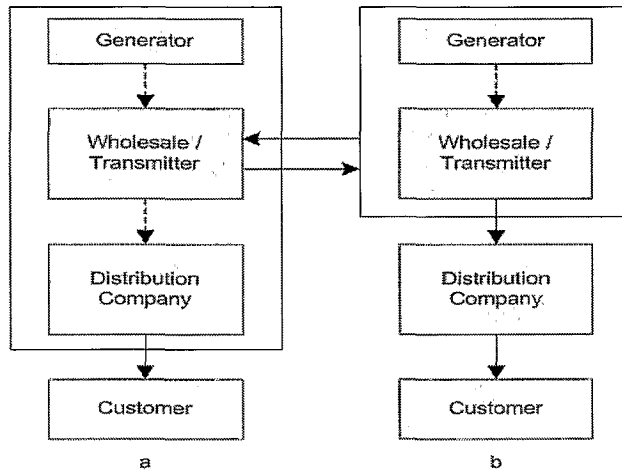 Generator
Wholesale /
Transmitter
Distribution
Company
Customer
a
Generator
Wholesale /
Transmitter
Distribution
Company
Customer
b